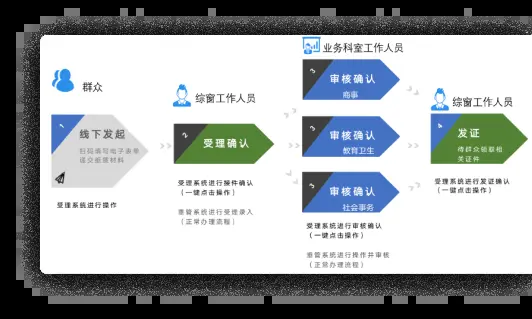 群众
1
线下发起
扫码填写电子表单
递交纸质材料
受理系统进行操作
综窗工作人员
2
受理确认
受理系统进行接件确认
（一键点击操作）
垂管系统进行受理录入
（正常办理流程）
业务科室工作人员
3
审核确认
商事
3
审核确认
教育卫生
3
审核确认
社会事务
受理系统进行审核确认
（一键点击操作）
垂管系统进行操作并审核
（正常办理流程）
综窗工作人员
4
发证
待群众领取相
关证件
受理系统进行发证确认
（一键点击操作）